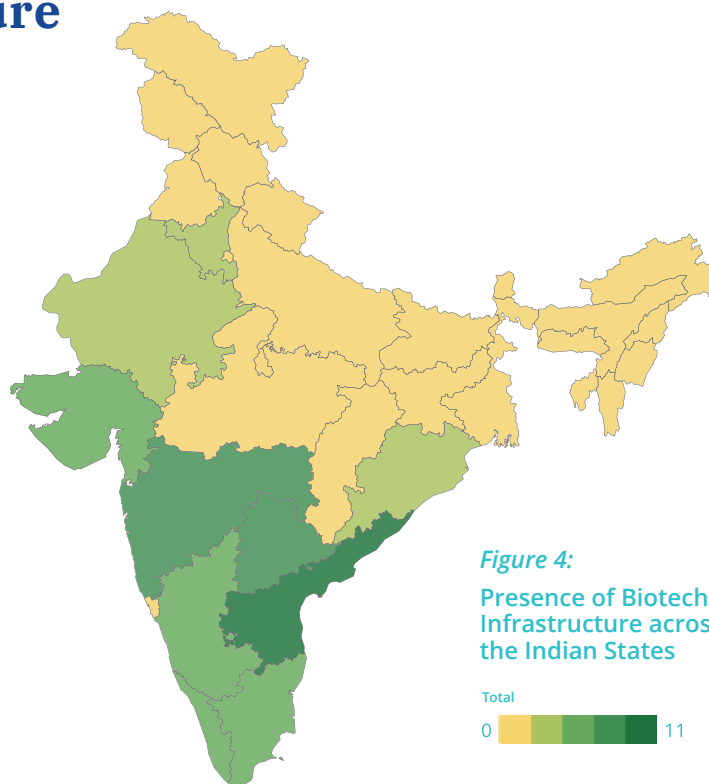 ure
Figure 4:
Presence of Biotech
Infrastructure acros
the Indian States
Total
0 11